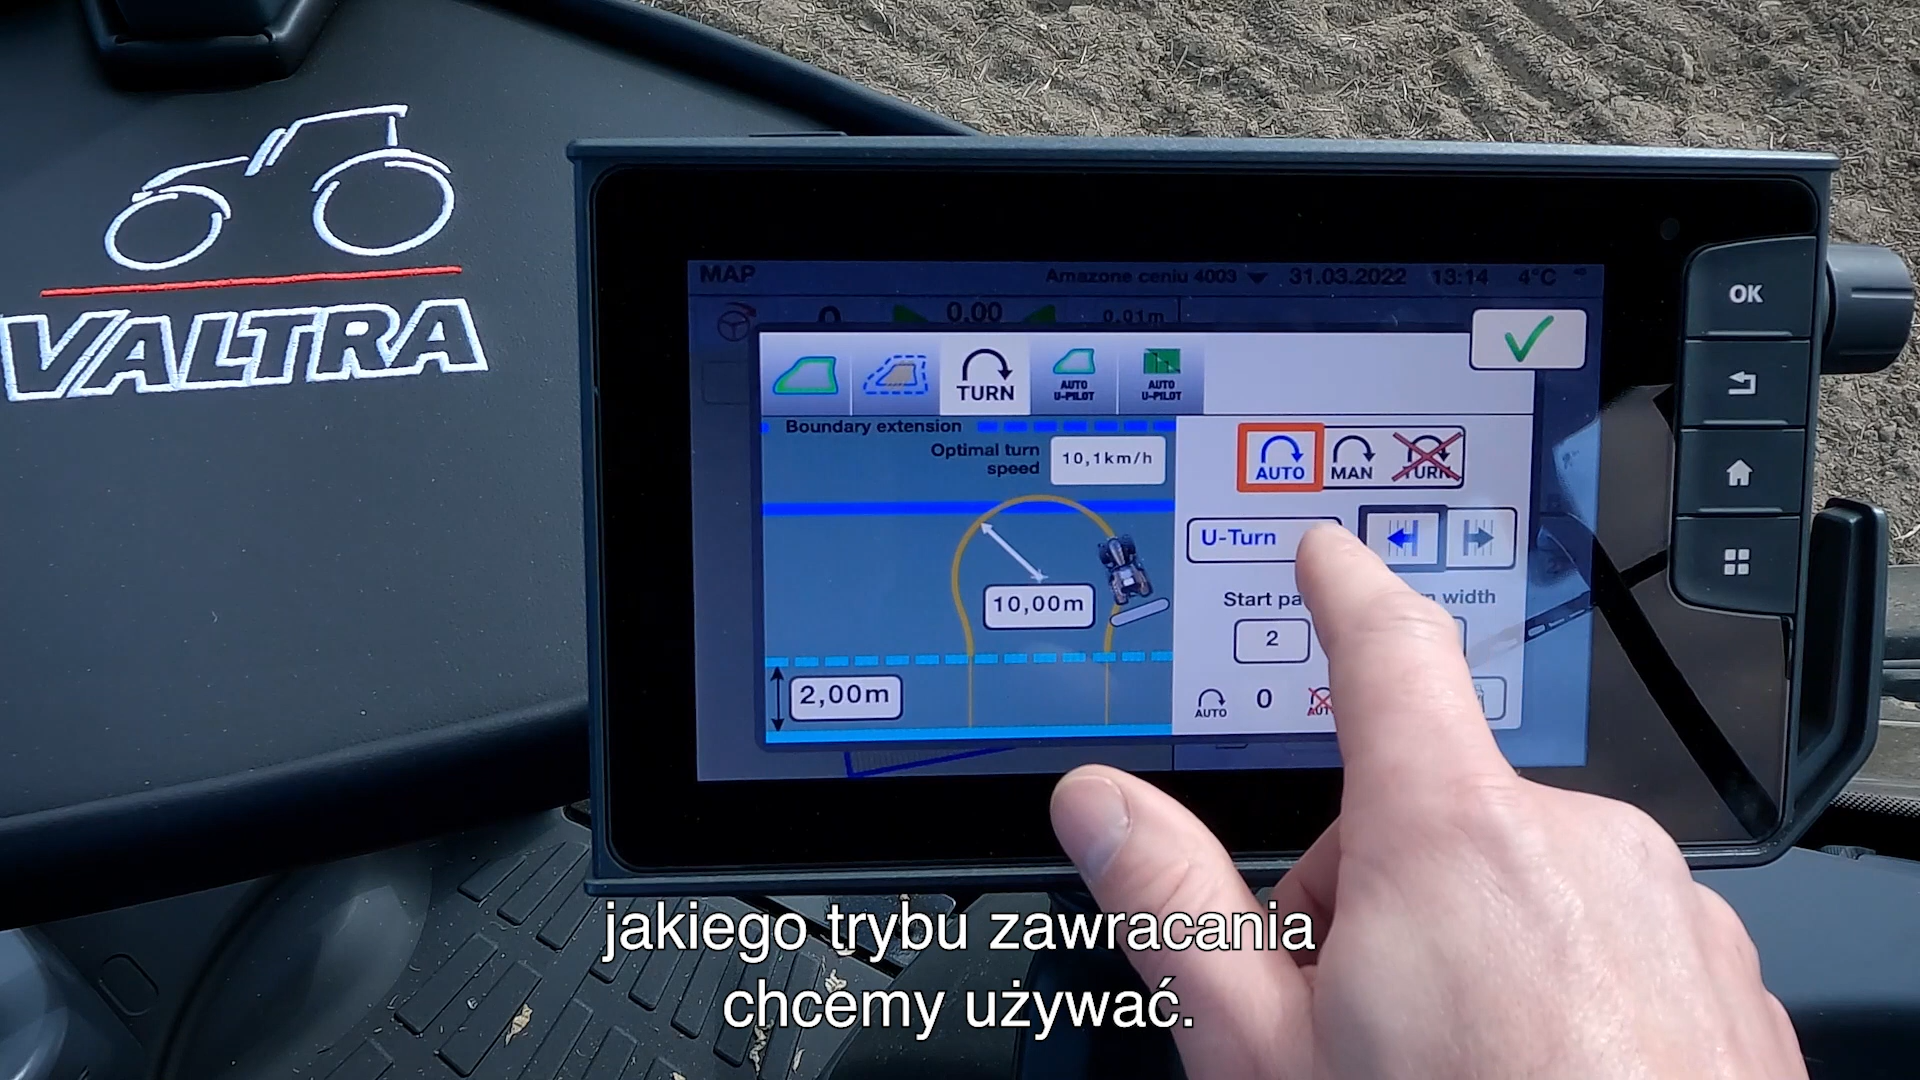 VALTRA
MAP Amazone ceniu 4003 31.03.2022 13:14 4°C
0 0,00 0,01m
TURN
AUTO U-PILOT
AUTO U-PILOT
Boundary extension
Optimal turn speed
10,1km/h
AUTO MAN TURN
U-Turn
10,00m
Start width
2
2,00m
AUTO 0 AUTO
OK
jakiego trybu zawracania
chcemy używać.